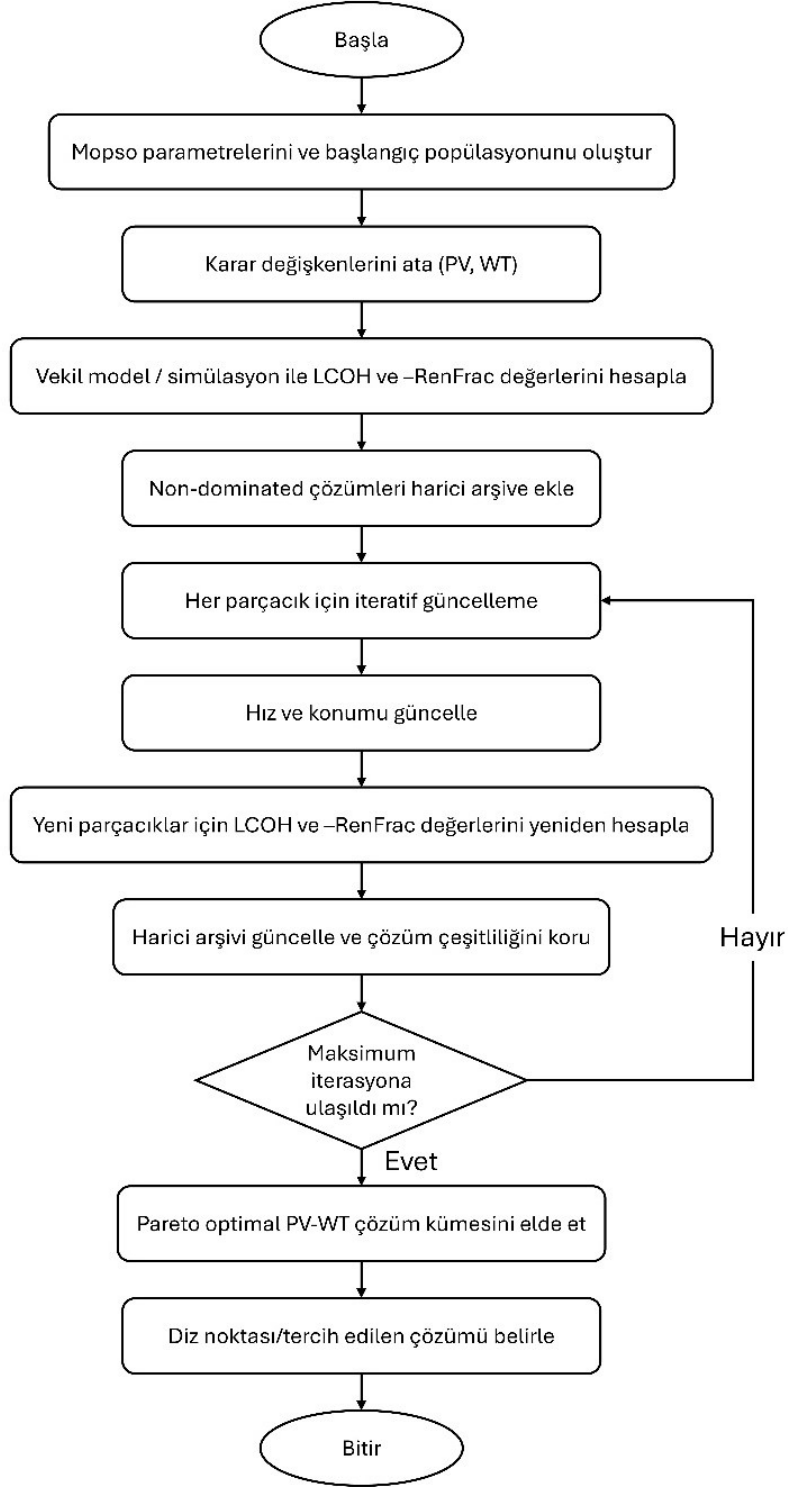 Başla
Mopso parametrelerini ve başlangıç popülasyonunu oluştur
Karar değişkenlerini ata (PV, WT)
Vekil model / simülasyon ile LCOH ve –RenFrac değerlerini hesapla
Non-dominated çözümleri harici arşive ekle
Her parçacık için iteratif güncelleme
Hız ve konumu güncelle
Yeni parçacıklar için LCOH ve –RenFrac değerlerini yeniden hesapla
Harici arşivi güncelle ve çözüm çeşitliliğini koru
Hayır
Maksimum
iterasyona
ulaşıldı mı?
Evet
Pareto optimal PV-WT çözüm kümesini elde et
Diz noktası/tercih edilen çözümü belirle
Bitir